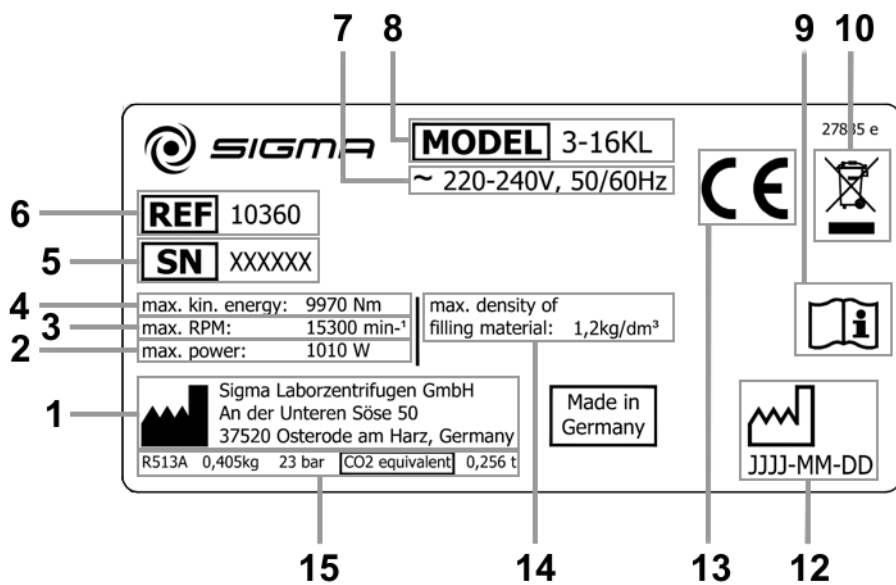 7 8 9 10
27835 e
SIGMA
MODEL 3-16KL
~ 220-240V, 50/60Hz
CE
6 REF 10360
5 SN XXXXXX
4 max. kin. energy: 9970 Nm
3 max. RPM: 15300 min-¹
2 max. power: 1010 W
max. density of
filling material: 1,2kg/dm³
i
1
Sigma Laborzentrifugen GmbH
An der Unteren Söse 50
37520 Osterode am Harz, Germany
Made in
Germany
JJJJ-MM-DD
R513A 0,405kg 23 bar CO2 equivalent 0,256 t
15 14 13 12